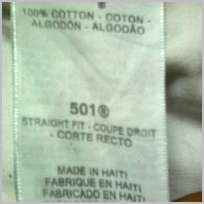 100% COTTON - COTON -
ALGODÓN - ALGODÃO
501®
STRAIGHT FIT - COUPE DROIT
- CORTE RECTO
MADE IN HAITI
FABRIQUE EN HAITI
FABRICADO EN HAITI